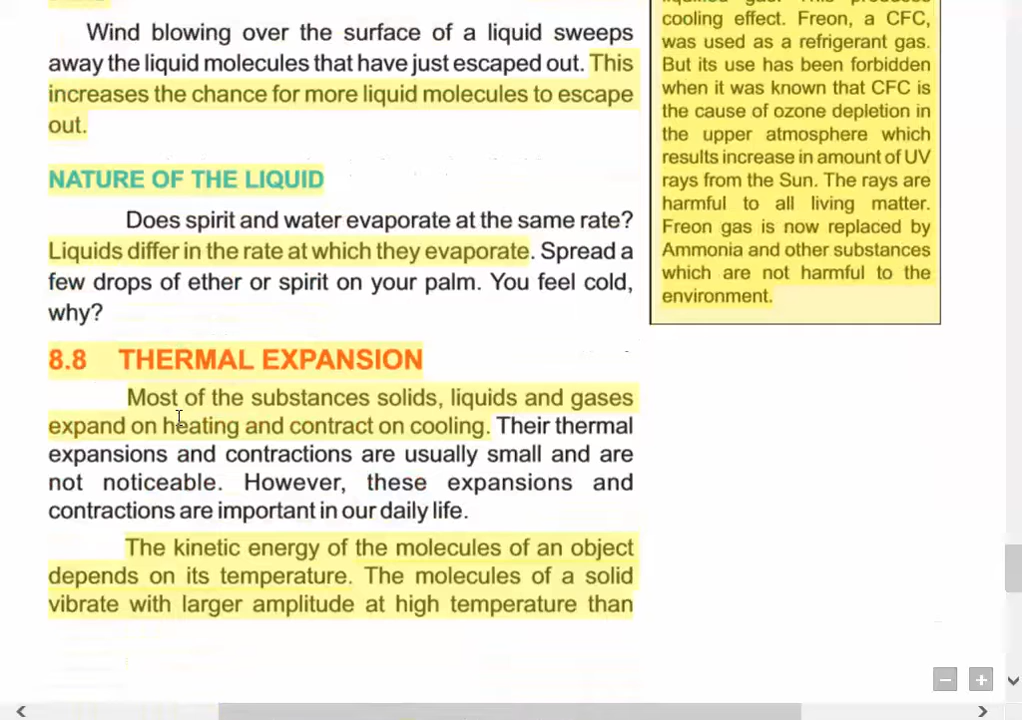 Wind blowing over the surface of a liquid sweeps
away the liquid molecules that have just escaped out. This
increases the chance for more liquid molecules to escape
out.
NATURE OF THE LIQUID
Does spirit and water evaporate at the same rate?
Liquids differ in the rate at which they evaporate. Spread a
few drops of ether or spirit on your palm. You feel cold,
why?
8.8 THERMAL EXPANSION
Most of the substances solids, liquids and gases
expand on heating and contract on cooling. Their thermal
expansions and contractions are usually small and are
not noticeable. However, these expansions and
contractions are important in our daily life.
The kinetic energy of the molecules of an object
depends on its temperature. The molecules of a solid
vibrate with larger amplitude at high temperature than
cooling effect. Freon, a CFC,
was used as a refrigerant gas.
But its use has been forbidden
when it was known that CFC is
the cause of ozone depletion in
the upper atmosphere which
results increase in amount of UV
rays from the Sun. The rays are
harmful to all living matter.
Freon gas is now replaced by
Ammonia and other substances
which are not harmful to the
environment.